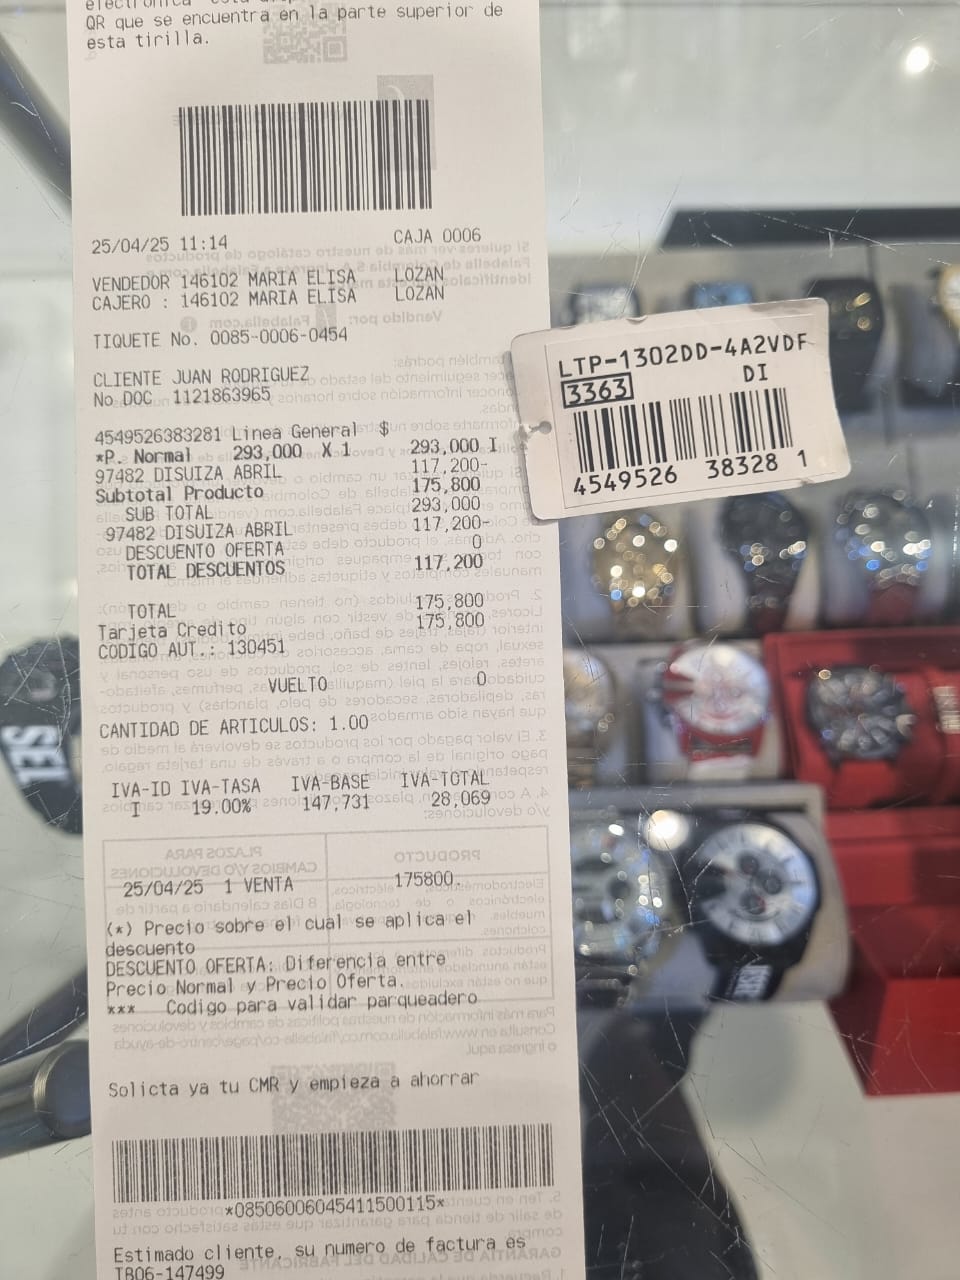 QR que se encuentra en la parte superior de
esta tirilla.
25/04/25 11:14 CAJA 0006
VENDEDOR 146102 MARIA ELISA LOZAN
CAJERO : 146102 MARIA ELISA LOZAN
TIQUETE No. 0085-0006-0454
CLIENTE JUAN RODRIGUEZ
No DOC 1121863965
4549526383281 Linea General $
*P. Normal 293,000 X 1 293,000 I
97482 DISUIZA ABRIL 117,200-
Subtotal Producto 175,800
SUB TOTAL 293,000
97482 DISUIZA ABRIL 117,200-
DESCUENTO OFERTA 0
TOTAL DESCUENTOS 117,200
TOTAL 175,800
Tarjeta Credito 175,800
CODIGO AUT.: 130451
VUELTO 0
CANTIDAD DE ARTICULOS: 1.00
IVA-ID IVA-TASA IVA-BASE IVA-TOTAL
I 19.00% 147,731 28,069
25/04/25 1 VENTA 175800.
(*) Precio sobre el cual se aplica el
descuento
DESCUENTO OFERTA: Diferencia entre
Precio Normal y Precio Oferta.
*** Codigo para validar parqueadero
Solicta ya tu CMR y empieza a ahorrar
*08506006045411500115*
Estimado cliente, su numero de factura es
TB06-147499
LTP-1302DD-4A2VDF
3363 DI
4549526 38328 1